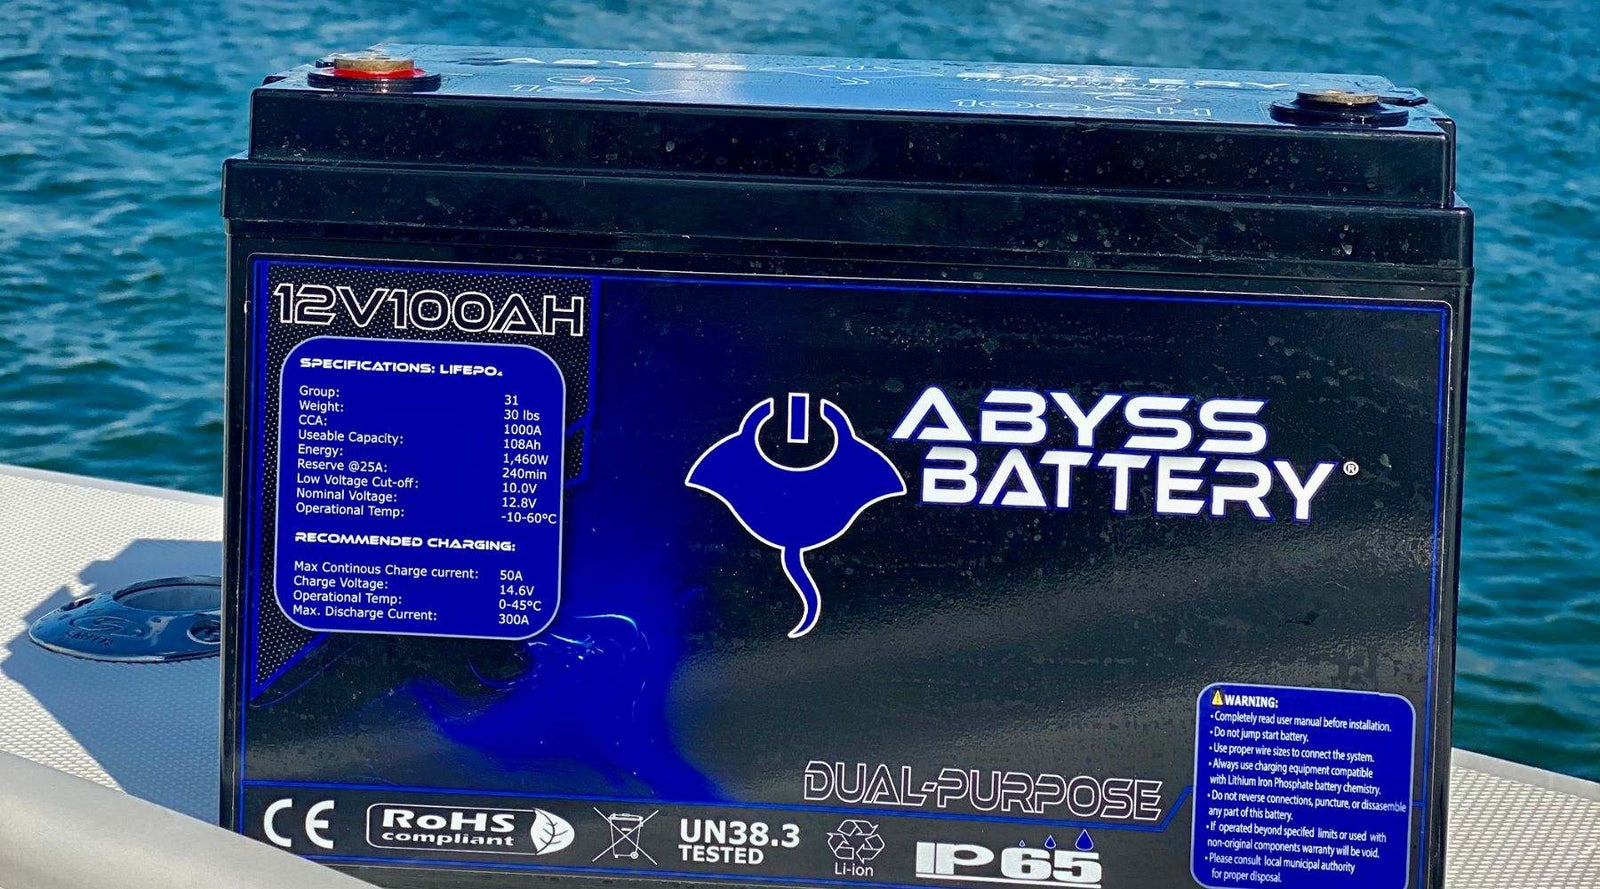 ABYSS BATTERY
12V 100AH
12V100AH
SPECIFICATIONS: LIFEPO₄
Group: 31
Weight: 30 lbs
CCA: 1000A
Useable Capacity: 108Ah
Energy: 1,460W
Reserve @25A: 240min
Low Voltage Cut-off: 10.0V
Nominal Voltage: 12.8V
Operational Temp: -10-60°C
RECOMMENDED CHARGING:
Max Continous Charge current: 50A
Charge Voltage: 14.6V
Operational Temp: 0-45°C
Max. Discharge Current: 300A
ABYSS
BATTERY®
DUAL-PURPOSE
WARNING:
• Completely read user manual before installation.
• Do not jump start battery.
• Use proper wire sizes to connect the system.
• Always use charging equipment compatible
with Lithium Iron Phosphate battery chemistry.
• Do not reverse connections, puncture, or dissasemble
any part of this battery.
• If operated beyond specifed limits or used with
non-original components warranty will be void.
• Please consult local municipal authority
for proper disposal.
CE
RoHS
compliant
UN38.3
TESTED
Li-ion
IP65